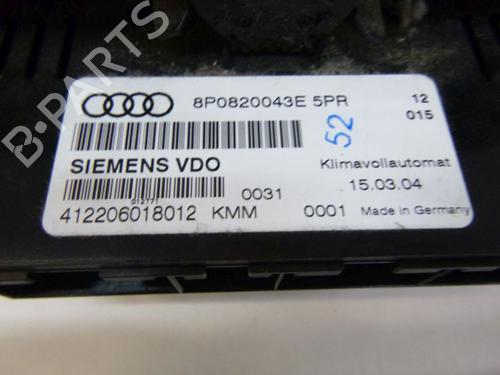 B-PARTS
8P0820043E 5PR
12
015
52
SIEMENS VDO
Klimavollautomat
012771
0031
15.03.04
412206018012 KMM 0001 Made in Germany